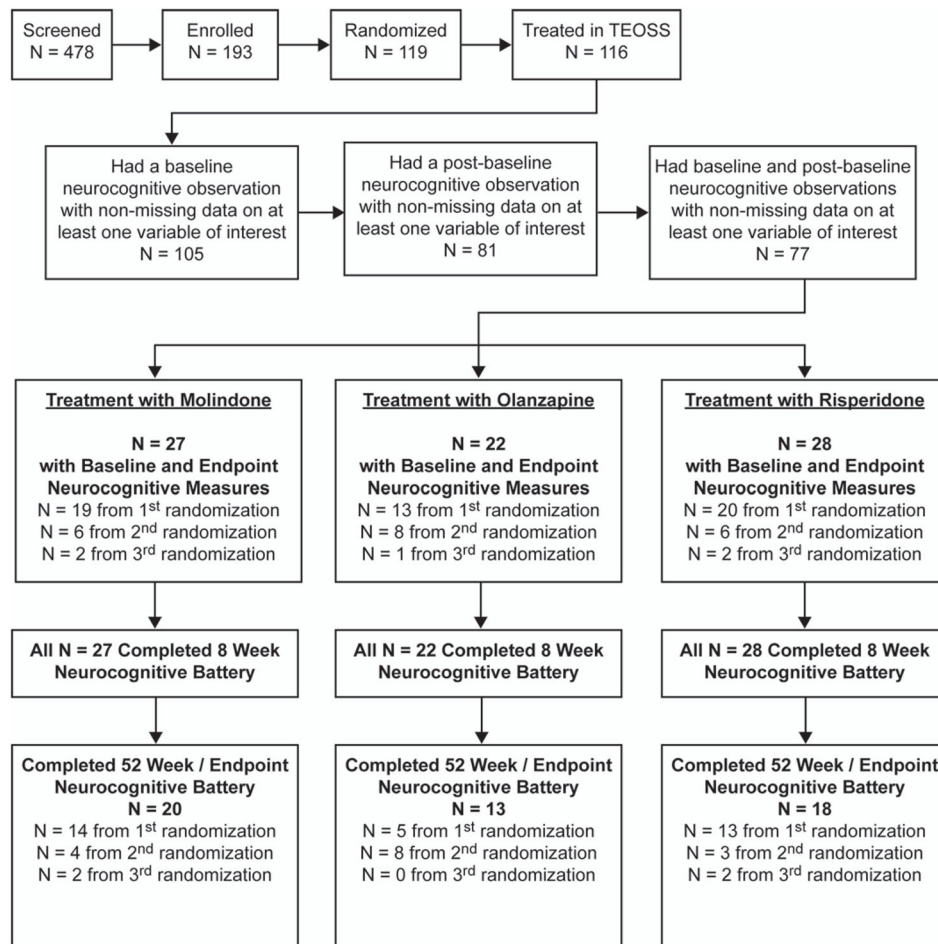 Screened
N = 478
Enrolled
N = 193
Randomized
N = 119
Treated in TEOSS
N = 116
Had a baseline
neurocognitive observation
with non-missing data on at
least one variable of interest
N = 105
Had a post-baseline
neurocognitive observation
with non-missing data on at
least one variable of interest
N = 81
Had baseline and post-baseline
neurocognitive observations
with non-missing data on at
least one variable of interest
N = 77
Treatment with Molindone
N = 27
with Baseline and Endpoint
Neurocognitive Measures
N = 19 from 1st randomization
N = 6 from 2nd randomization
N = 2 from 3rd randomization
Treatment with Olanzapine
N = 22
with Baseline and Endpoint
Neurocognitive Measures
N = 13 from 1st randomization
N = 8 from 2nd randomization
N = 1 from 3rd randomization
Treatment with Risperidone
N = 28
with Baseline and Endpoint
Neurocognitive Measures
N = 20 from 1st randomization
N = 6 from 2nd randomization
N = 2 from 3rd randomization
All N = 27 Completed 8 Week
Neurocognitive Battery
All N = 22 Completed 8 Week
Neurocognitive Battery
All N = 28 Completed 8 Week
Neurocognitive Battery
Completed 52 Week / Endpoint
Neurocognitive Battery
N = 20
N = 14 from 1st randomization
N = 4 from 2nd randomization
N = 2 from 3rd randomization
Completed 52 Week / Endpoint
Neurocognitive Battery
N = 13
N = 5 from 1st randomization
N = 8 from 2nd randomization
N = 0 from 3rd randomization
Completed 52 Week / Endpoint
Neurocognitive Battery
N = 18
N = 13 from 1st randomization
N = 3 from 2nd randomization
N = 2 from 3rd randomization